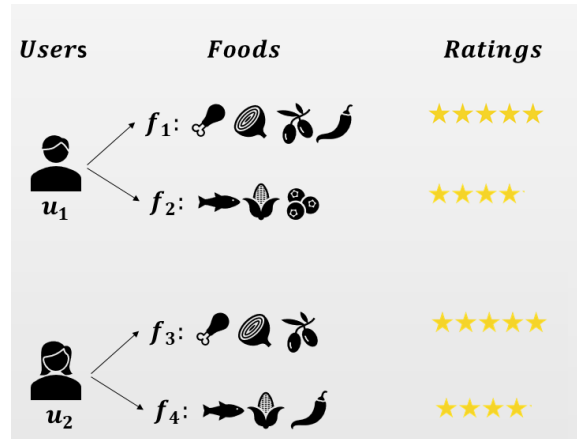 Users Foods Ratings
f₁:
u₁
f₂:
f₃:
u₂
f₄: